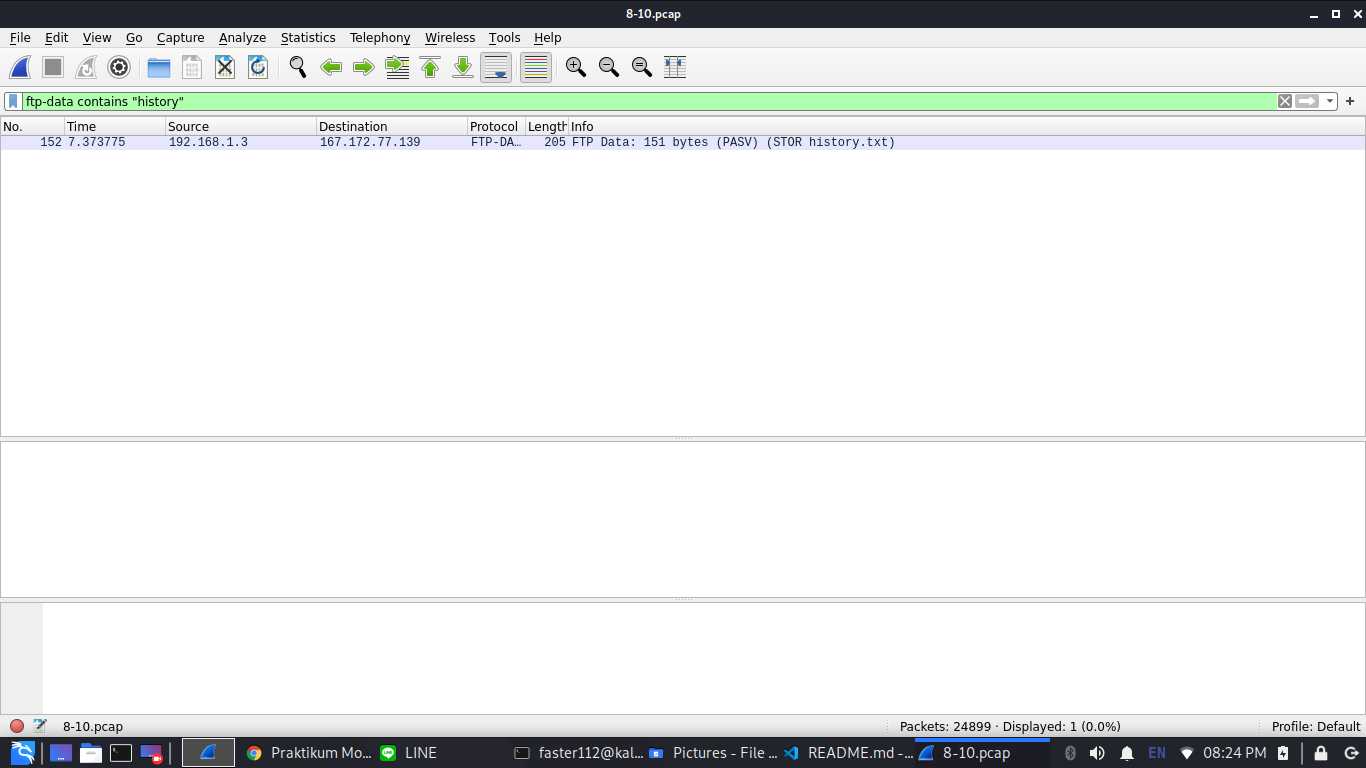 8-10.pcap
File Edit View Go Capture Analyze Statistics Telephony Wireless Tools Help
ftp-data contains "history"
No. Time Source Destination Protocol Length Info
152 7.373775 192.168.1.3 167.172.77.139 FTP-DA… 205 FTP Data: 151 bytes (PASV) (STOR history.txt)
8-10.pcap Packets: 24899 · Displayed: 1 (0.0%) Profile: Default
Praktikum Mo... LINE faster112@kal... Pictures - File ... README.md -... 8-10.pcap EN 08:24 PM